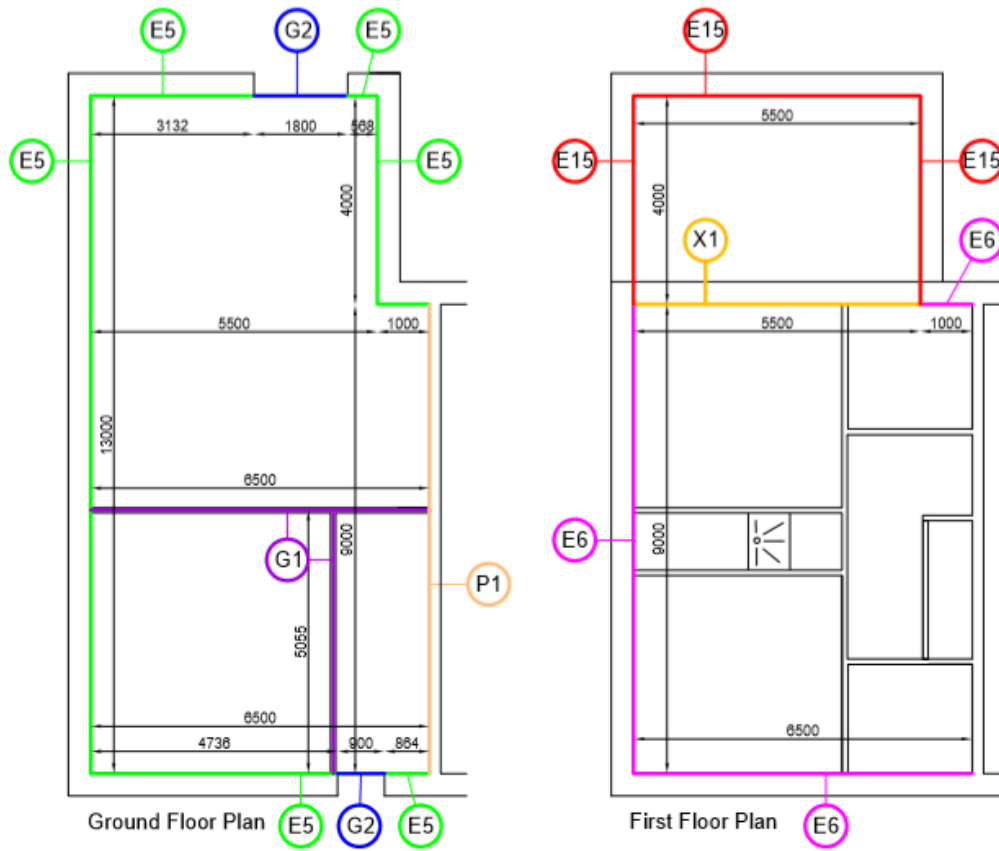 E5
G2
E5
E15
3132
1800
568
5500
E5
E5
E15
E15
4000
4000
X1
E6
5500
1000
5500
1000
13000
6500
9000
G1
E6
9000
P1
5055
6500
6500
4736
900
864
Ground Floor Plan
E5
G2
E5
First Floor Plan
E6